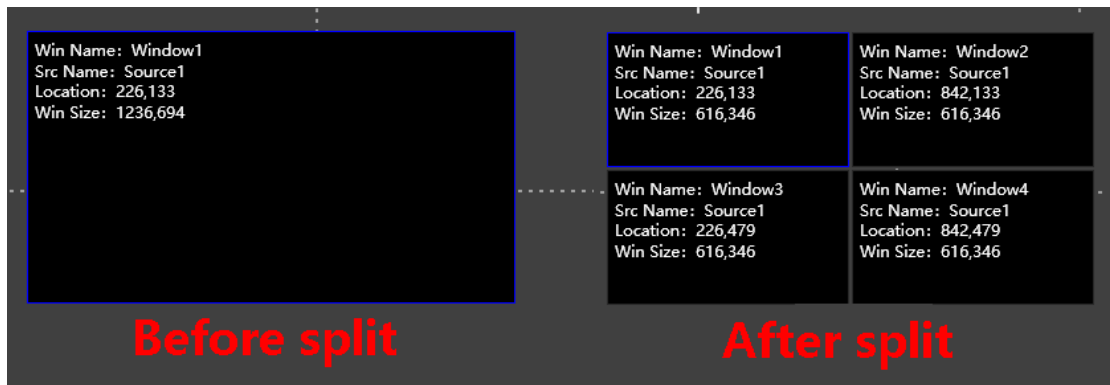 Win Name: Window1
Src Name: Source1
Location: 226,133
Win Size: 1236,694
Before split
Win Name: Window1
Src Name: Source1
Location: 226,133
Win Size: 616,346
Win Name: Window2
Src Name: Source1
Location: 842,133
Win Size: 616,346
Win Name: Window3
Src Name: Source1
Location: 226,479
Win Size: 616,346
Win Name: Window4
Src Name: Source1
Location: 842,479
Win Size: 616,346
After split